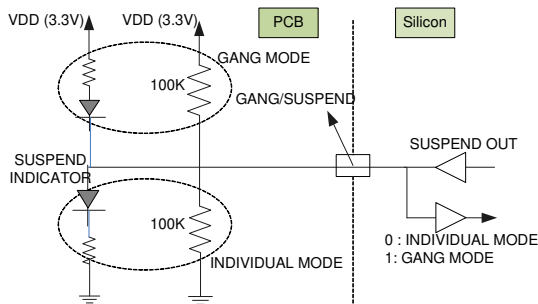 VDD (3.3V) VDD (3.3V)
PCB
Silicon
GANG MODE
100K
GANG/SUSPEND
SUSPEND OUT
SUSPEND
INDICATOR
100K
INDIVIDUAL MODE
0 : INDIVIDUAL MODE
1: GANG MODE